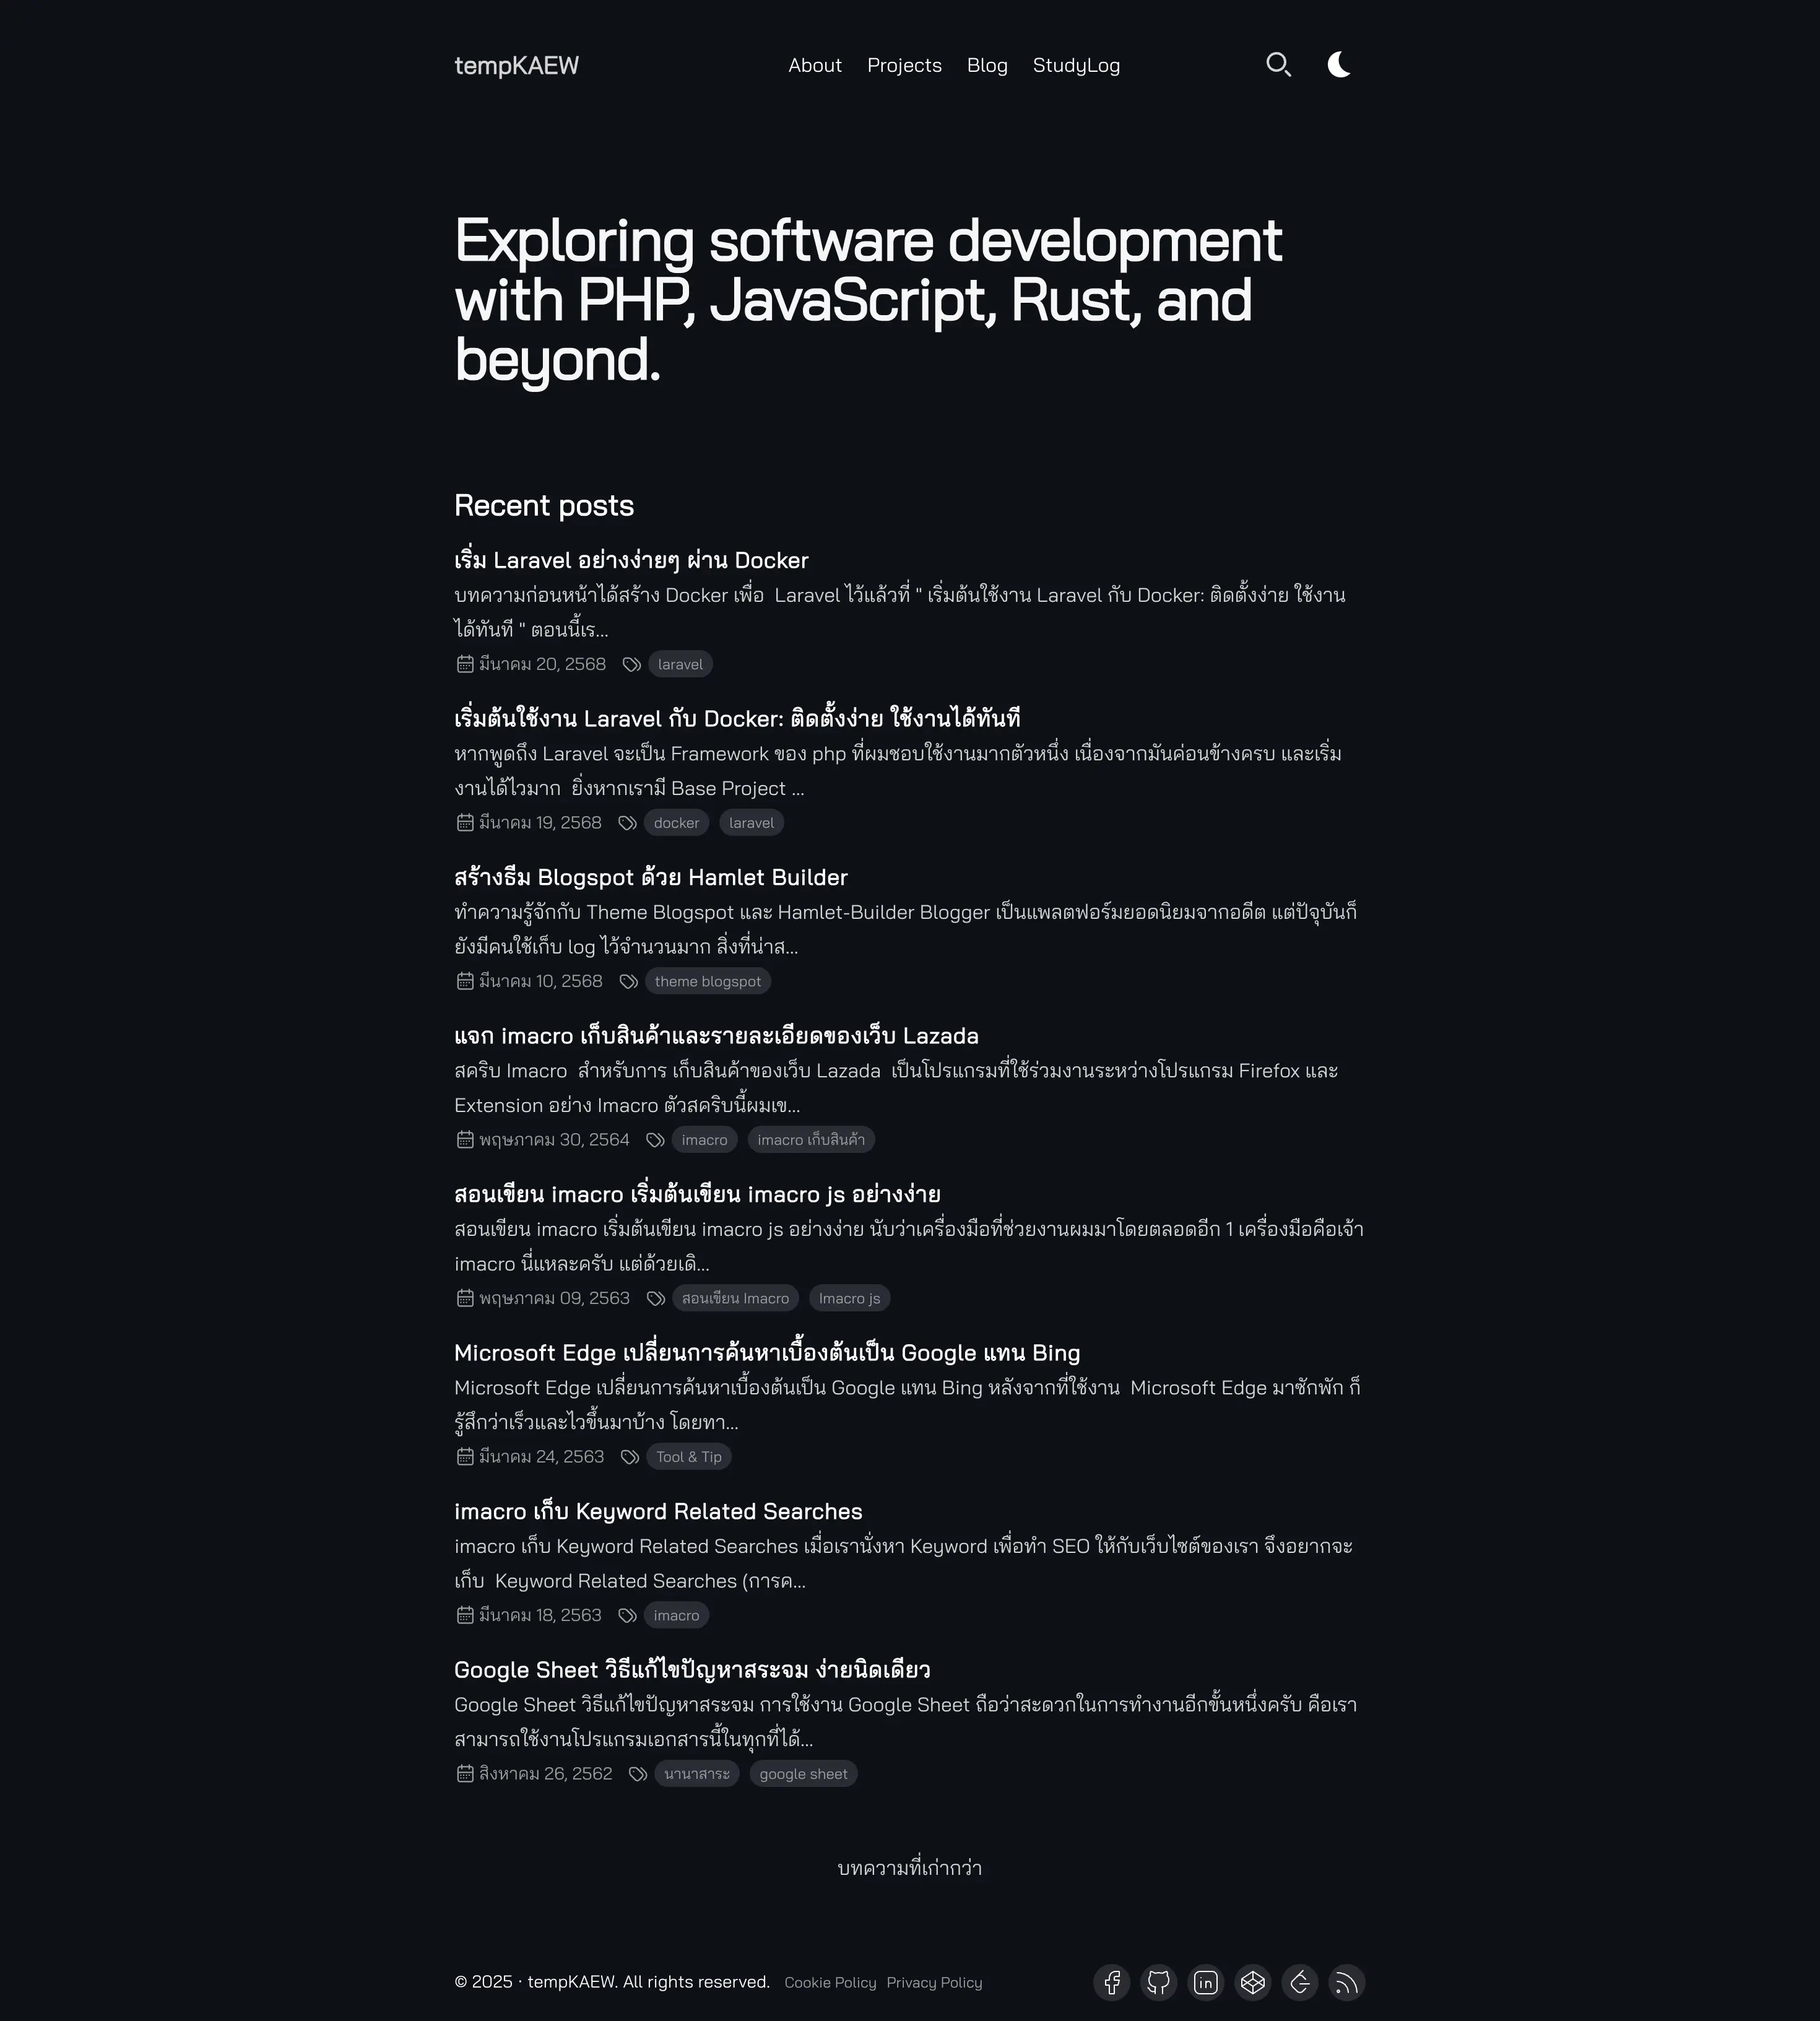 tempKAEW
About Projects Blog StudyLog
Exploring software development
with PHP, JavaScript, Rust, and
beyond.
Recent posts
เริ่ม Laravel อย่างง่ายๆ ผ่าน Docker
บทความก่อนหน้าได้สร้าง Docker เพื่อ  Laravel ไว้แล้วที่ " เริ่มต้นใช้งาน Laravel กับ Docker: ติดตั้งง่าย ใช้งาน
ได้ทันที " ตอนนี้เร...
มีนาคม 20, 2568 laravel
เริ่มต้นใช้งาน Laravel กับ Docker: ติดตั้งง่าย ใช้งานได้ทันที
หากพูดถึง Laravel จะเป็น Framework ของ php ที่ผมชอบใช้งานมากตัวหนึ่ง เนื่องจากมันค่อนข้างครบ และเริ่ม
งานได้ไวมาก  ยิ่งหากเรามี Base Project ...
มีนาคม 19, 2568 docker laravel
สร้างธีม Blogspot ด้วย Hamlet Builder
ทำความรู้จักกับ Theme Blogspot และ Hamlet-Builder Blogger เป็นแพลตฟอร์มยอดนิยมจากอดีต แต่ปัจุบันก็
ยังมีคนใช้เก็บ log ไว้จำนวนมาก สิ่งที่น่าส...
มีนาคม 10, 2568 theme blogspot
แจก imacro เก็บสินค้าและรายละเอียดของเว็บ Lazada
สคริบ Imacro  สำหรับการ เก็บสินค้าของเว็บ Lazada  เป็นโปรแกรมที่ใช้ร่วมงานระหว่างโปรแกรม Firefox และ
Extension อย่าง Imacro ตัวสคริบนี้ผมเข...
พฤษภาคม 30, 2564 imacro imacro เก็บสินค้า
สอนเขียน imacro เริ่มต้นเขียน imacro js อย่างง่าย
สอนเขียน imacro เริ่มต้นเขียน imacro js อย่างง่าย นับว่าเครื่องมือที่ช่วยงานผมมาโดยตลอดอีก 1 เครื่องมือคือเจ้า
imacro นี่แหละครับ แต่ด้วยเดิ...
พฤษภาคม 09, 2563 สอนเขียน Imacro Imacro js
Microsoft Edge เปลี่ยนการค้นหาเบื้องต้นเป็น Google แทน Bing
Microsoft Edge เปลี่ยนการค้นหาเบื้องต้นเป็น Google แทน Bing หลังจากที่ใช้งาน  Microsoft Edge มาซักพัก ก็
รู้สึกว่าเร็วและไวขึ้นมาบ้าง โดยทา...
มีนาคม 24, 2563 Tool & Tip
imacro เก็บ Keyword Related Searches
imacro เก็บ Keyword Related Searches เมื่อเรานั่งหา Keyword เพื่อทำ SEO ให้กับเว็บไซต์ของเรา จึงอยากจะ
เก็บ  Keyword Related Searches (การค...
มีนาคม 18, 2563 imacro
Google Sheet วิธีแก้ไขปัญหาสระจม ง่ายนิดเดียว
Google Sheet วิธีแก้ไขปัญหาสระจม การใช้งาน Google Sheet ถือว่าสะดวกในการทำงานอีกขั้นหนึ่งครับ คือเรา
สามารถใช้งานโปรแกรมเอกสารนี้ในทุกที่ได้...
สิงหาคม 26, 2562 นานาสาระ google sheet
บทความที่เก่ากว่า
© 2025 · tempKAEW. All rights reserved. Cookie Policy Privacy Policy